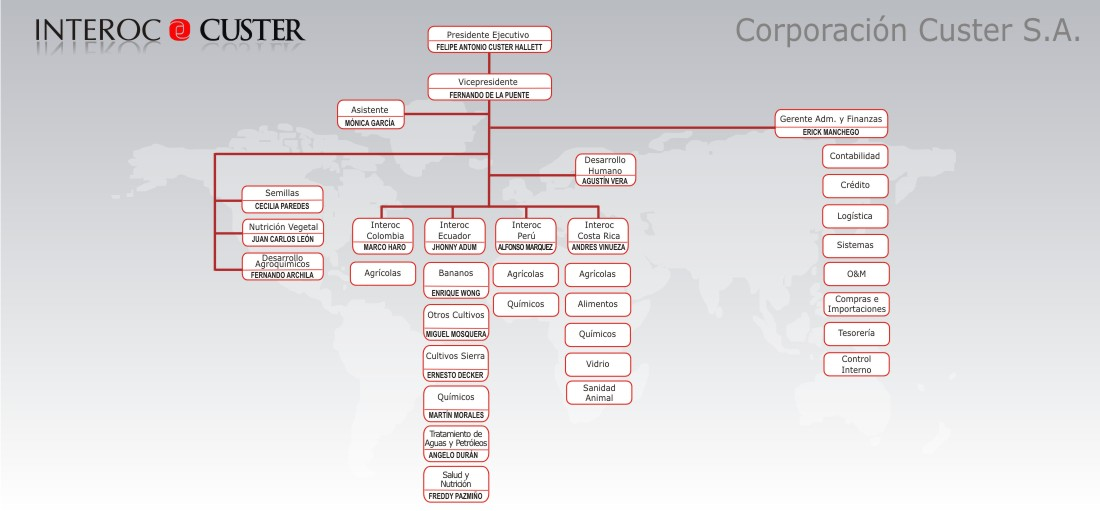 INTEROC CUSTER
Corporación Custer S.A.
Presidente Ejecutivo
FELIPE ANTONIO CUSTER HALLETT
Vicepresidente
FERNANDO DE LA PUENTE
Asistente
MÓNICA GARCÍA
Gerente Adm. y Finanzas
ERICK MANCHEGO
Contabilidad
Crédito
Logística
Sistemas
O&M
Compras e
Importaciones
Tesorería
Control
Interno
Desarrollo
Humano
AGUSTÍN VERA
Semillas
CECILIA PAREDES
Nutrición Vegetal
JUAN CARLOS LEÓN
Desarrollo
Agroquímicos
FERNANDO ARCHILA
Interoc
Colombia
MARCO HARO
Agrícolas
Interoc
Ecuador
JHONNY ADUM
Bananos
ENRIQUE WONG
Otros Cultivos
MIGUEL MOSQUERA
Cultivos Sierra
ERNESTO DECKER
Químicos
MARTÍN MORALES
Tratamiento de
Aguas y Petróleos
ANGELO DURÁN
Salud y
Nutrición
FREDDY PAZMIÑO
Interoc
Perú
ALFONSO MARQUEZ
Agrícolas
Químicos
Interoc
Costa Rica
ANDRES VINUEZA
Agrícolas
Alimentos
Químicos
Vidrio
Sanidad
Animal